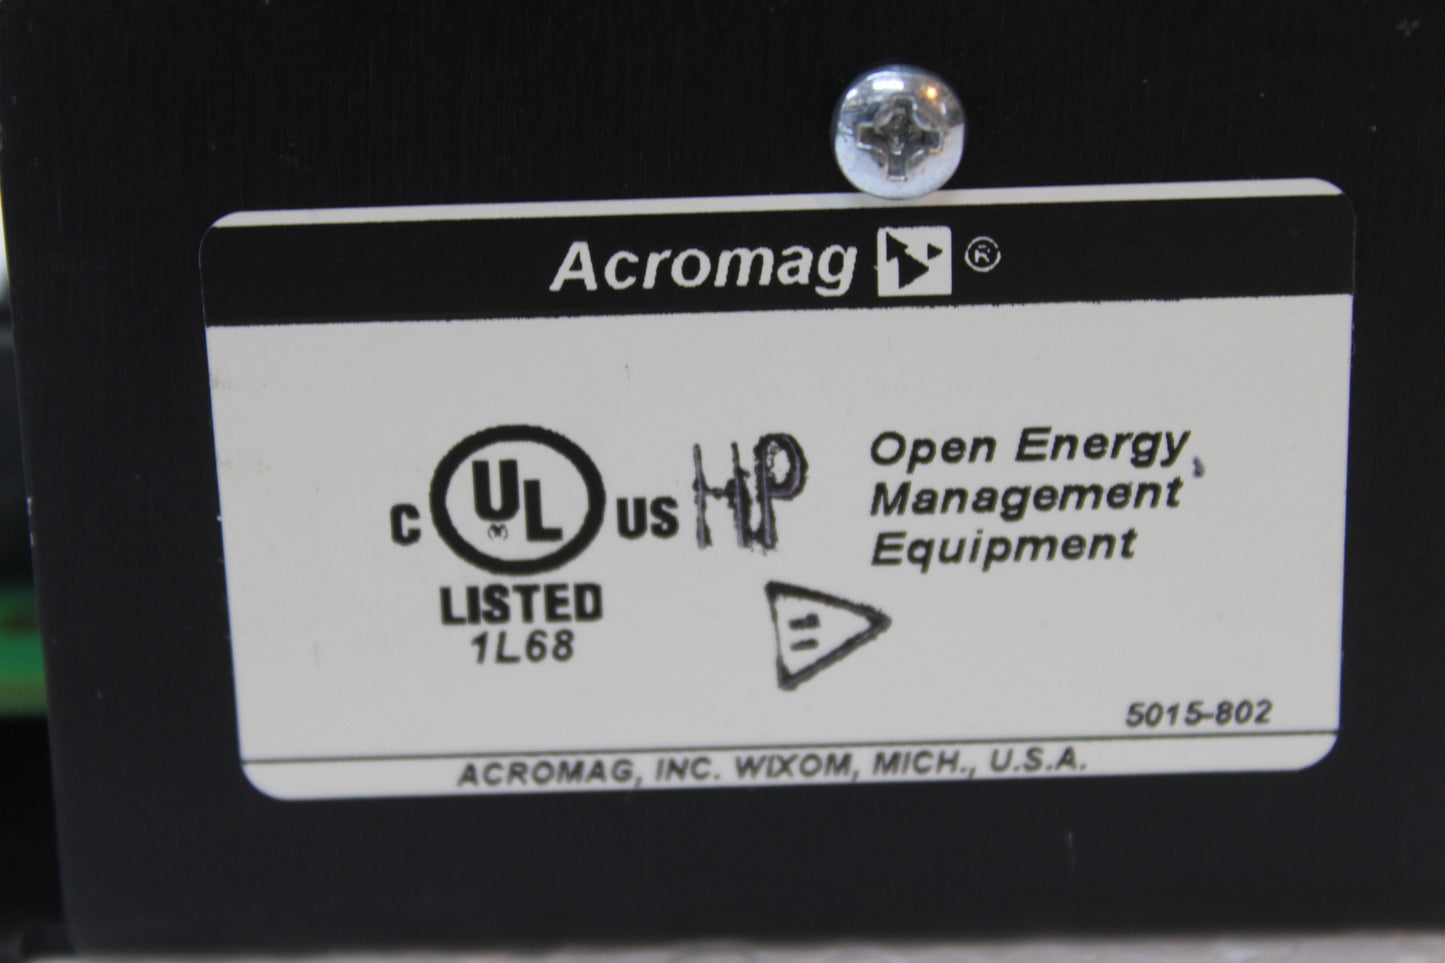 Acromag ®
C UL ® US
LISTED
1L68
HP
Open Energy
Management
Equipment
5015-802
ACROMAG, INC. WIXOM, MICH., U.S.A.